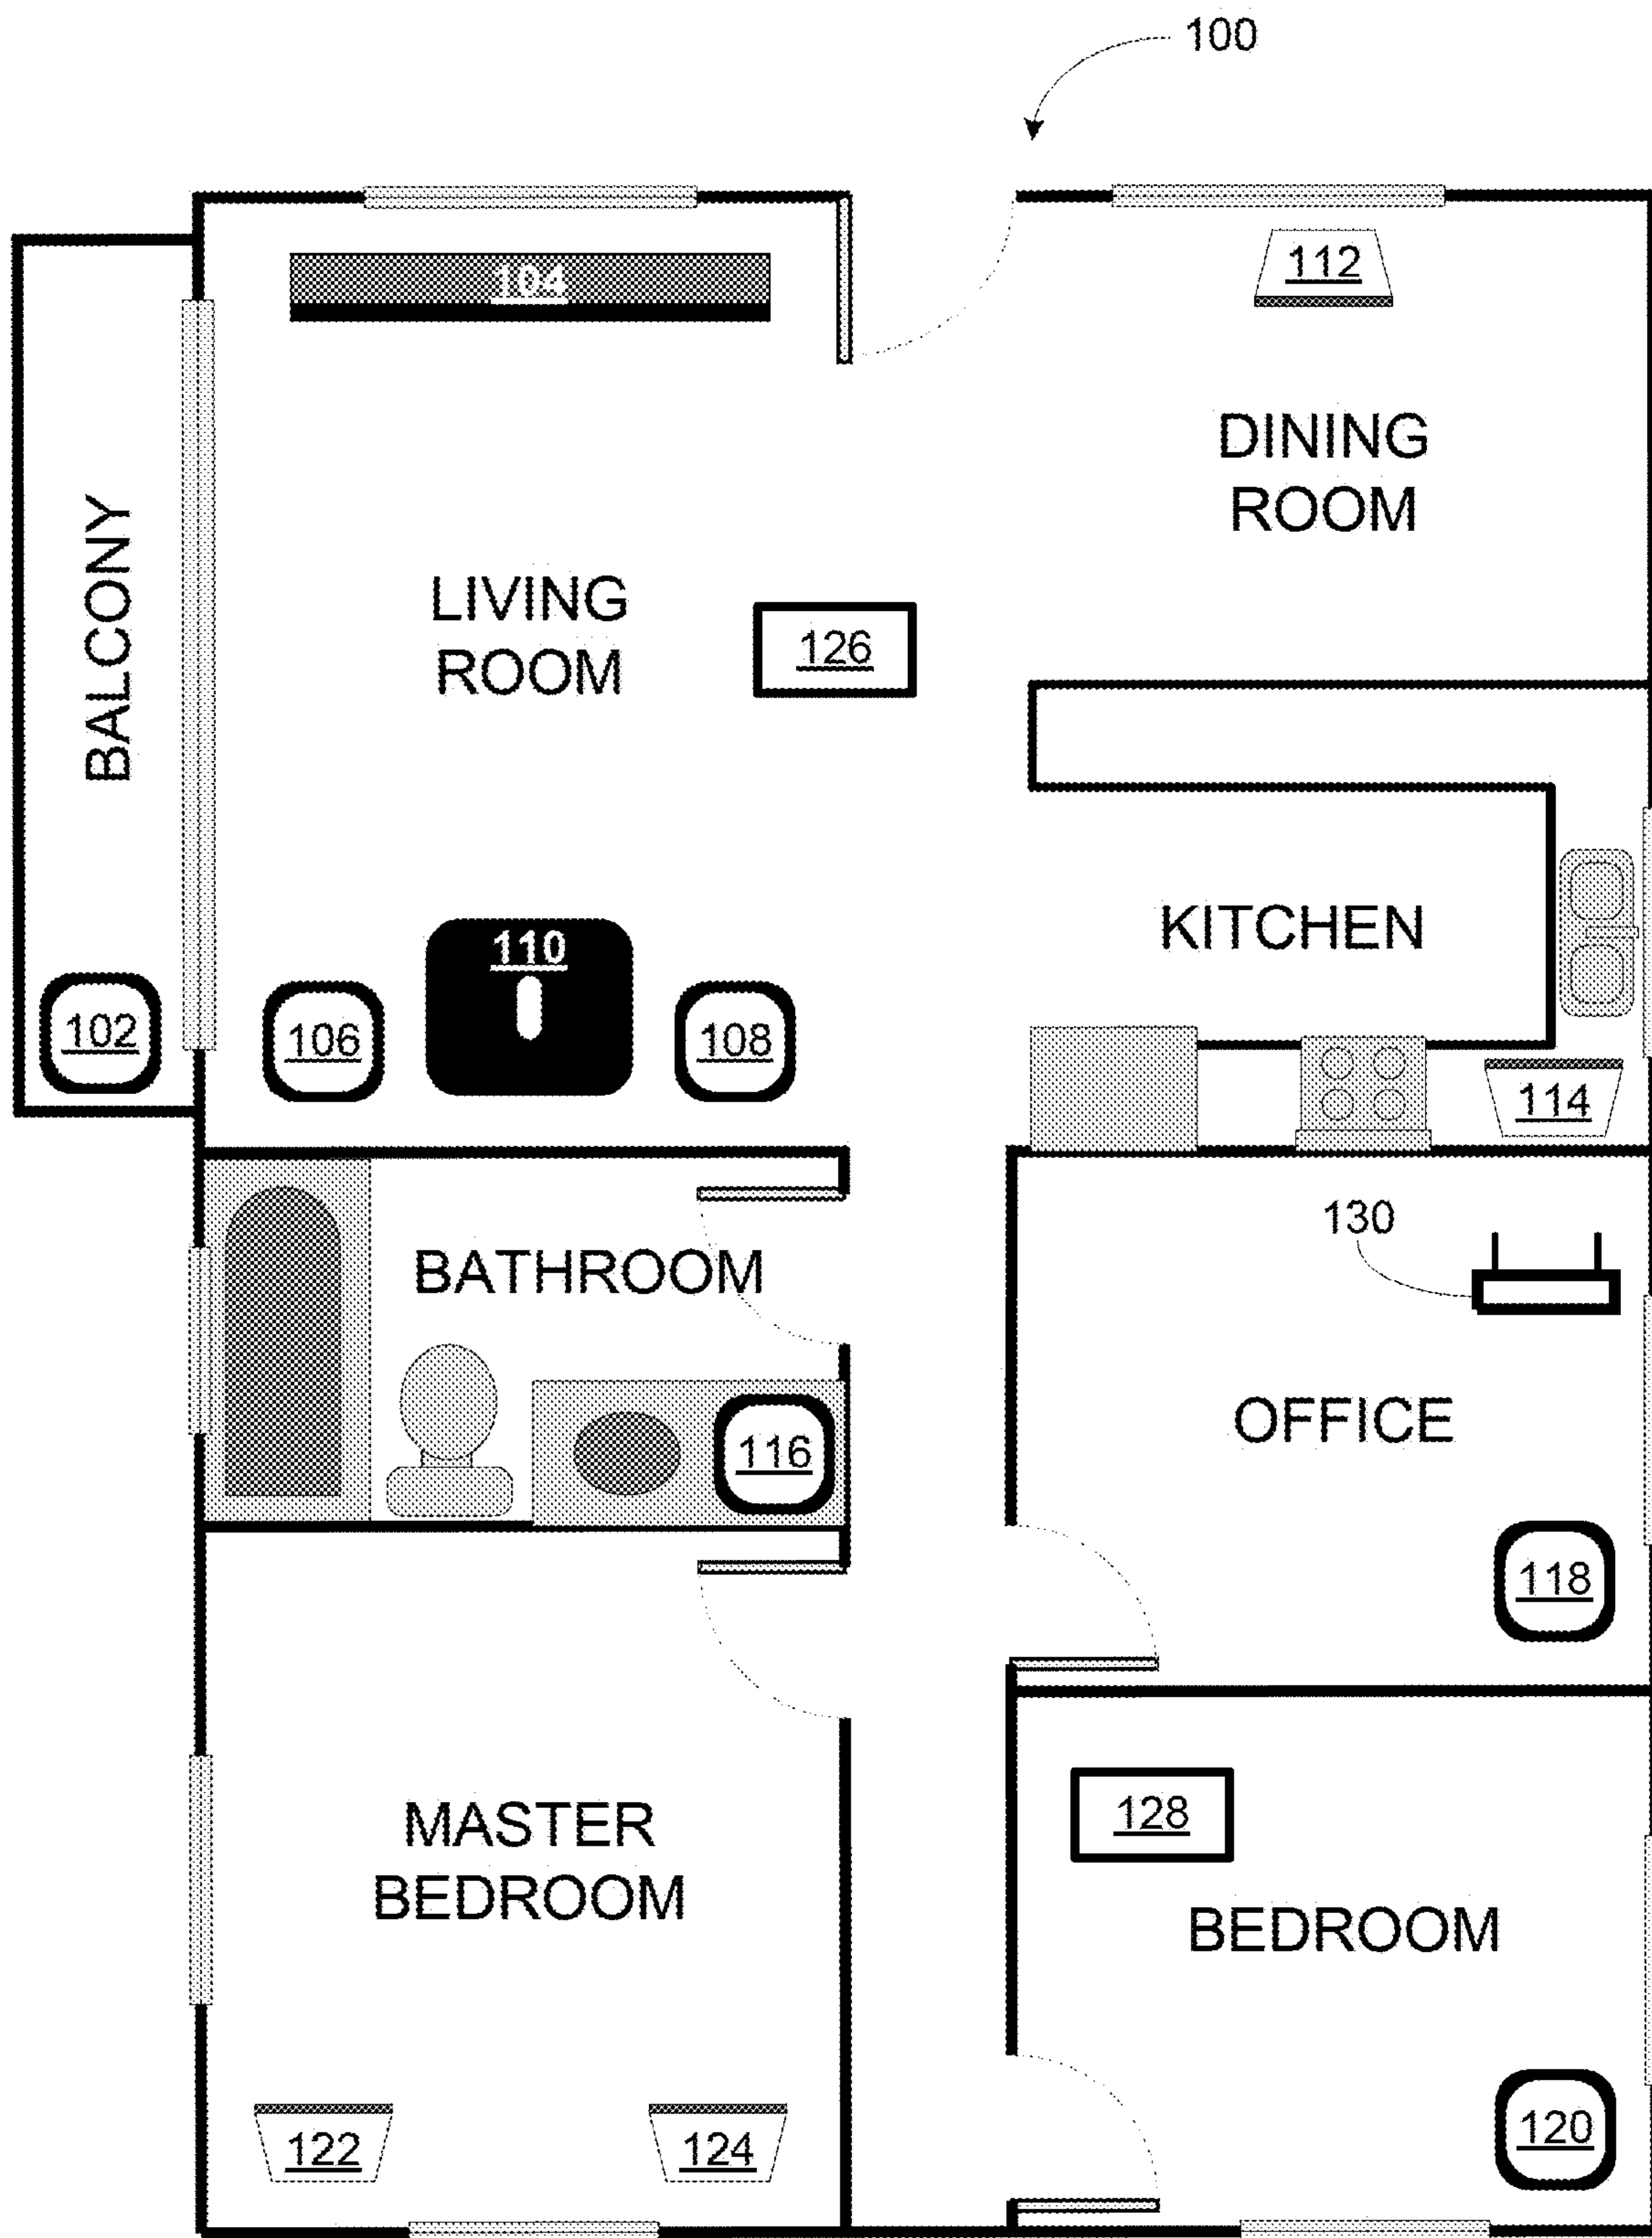 100
104
112
DINING
ROOM
BALCONY
LIVING
ROOM
126
KITCHEN
110
102
106
108
114
130
BATHROOM
OFFICE
116
118
MASTER
BEDROOM
128
BEDROOM
122
124
120